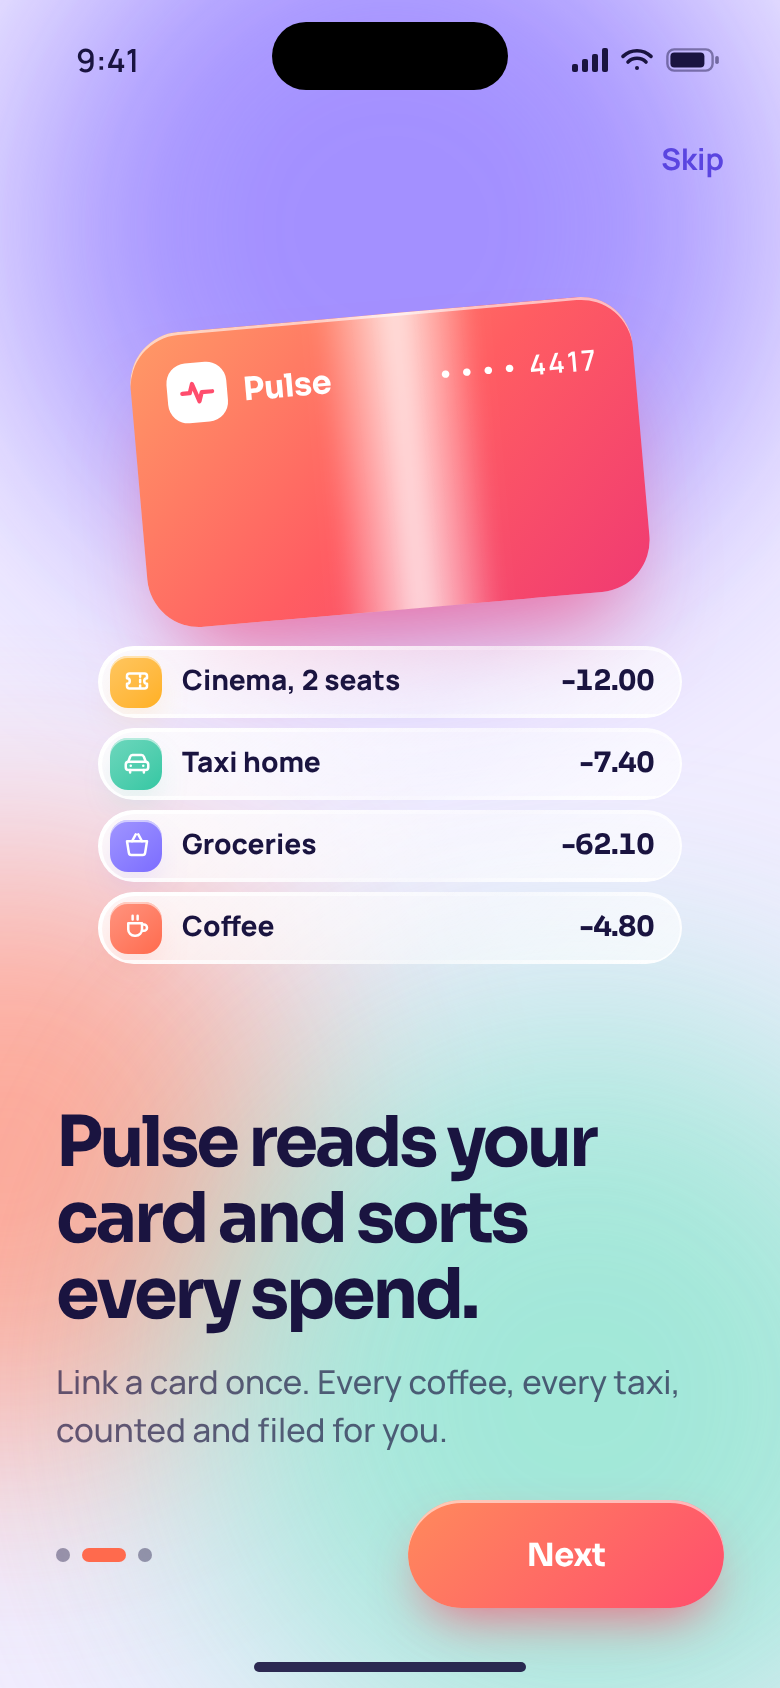 9:41
Skip
Pulse
•••• 4417
Cinema, 2 seats −12.00
Taxi home −7.40
Groceries −62.10
Coffee −4.80
Pulse reads your
card and sorts
every spend.
Link a card once. Every coffee, every taxi,
counted and filed for you.
Next